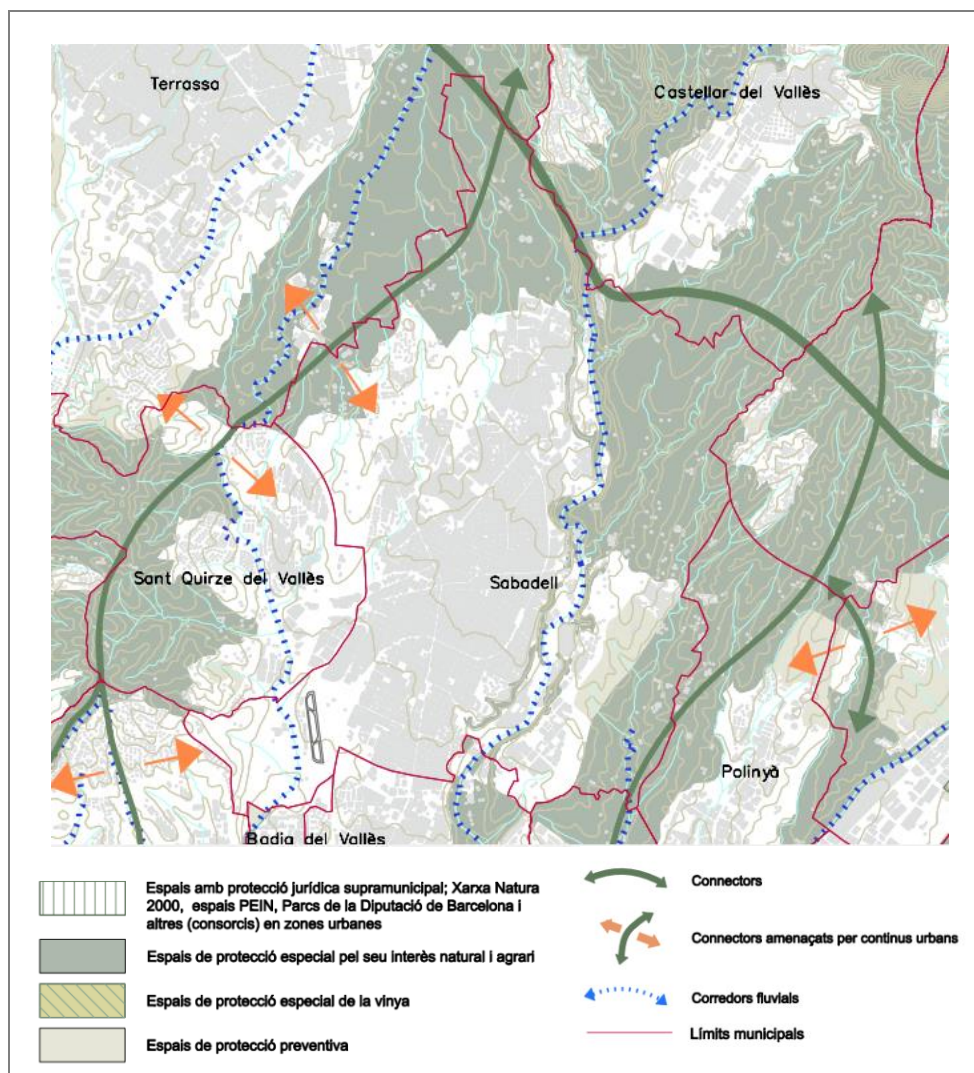 Terrassa
Castellar del Vallès
Sant Quirze del Vallès
Sabadell
Polinyà
Badia del Vallès
Espais amb protecció jurídica supramunicipal; Xarxa Natura
2000, espais PEIN, Parcs de la Diputació de Barcelona i
altres (consorcis) en zones urbanes
Espais de protecció especial pel seu interès natural i agrari
Espais de protecció especial de la vinya
Espais de protecció preventiva
Connectors
Connectors amenaçats per continus urbans
Corredors fluvials
Límits municipals